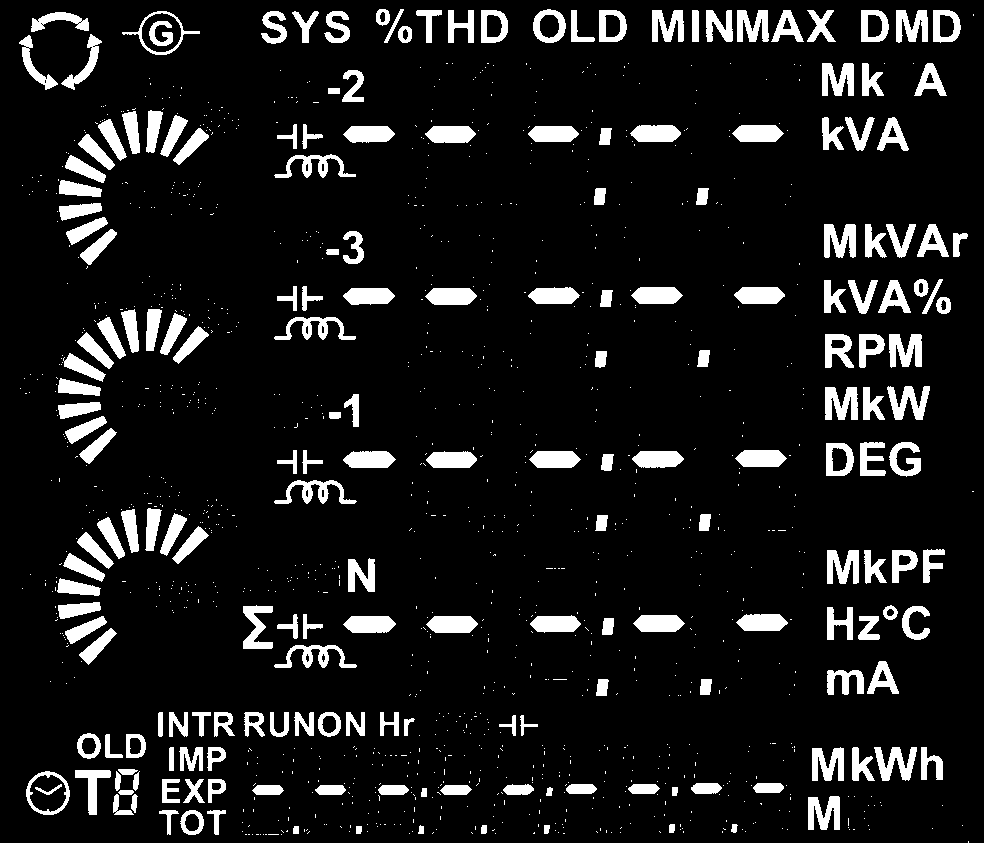 G SYS %THD OLD MINMAX DMD
-2 Mk A
kVA
-3 MkVAr
kVA%
RPM
-1 MkW
DEG
N MkPF
Σ Hz°C
mA
INTR RUNON Hr
OLD IMP MkWh
T8 EXP
TOT M